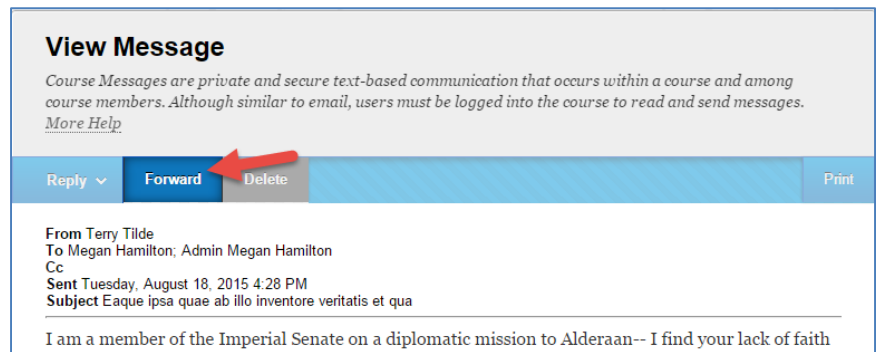 View Message
Course Messages are private and secure text-based communication that occurs within a course and among
course members. Although similar to email, users must be logged into the course to read and send messages.
More Help
Reply Forward Delete Print
From Terry Tilde
To Megan Hamilton; Admin Megan Hamilton
Cc
Sent Tuesday, August 18, 2015 4:28 PM
Subject Eaque ipsa quae ab illo inventore veritatis et qua
I am a member of the Imperial Senate on a diplomatic mission to Alderaan-- I find your lack of faith